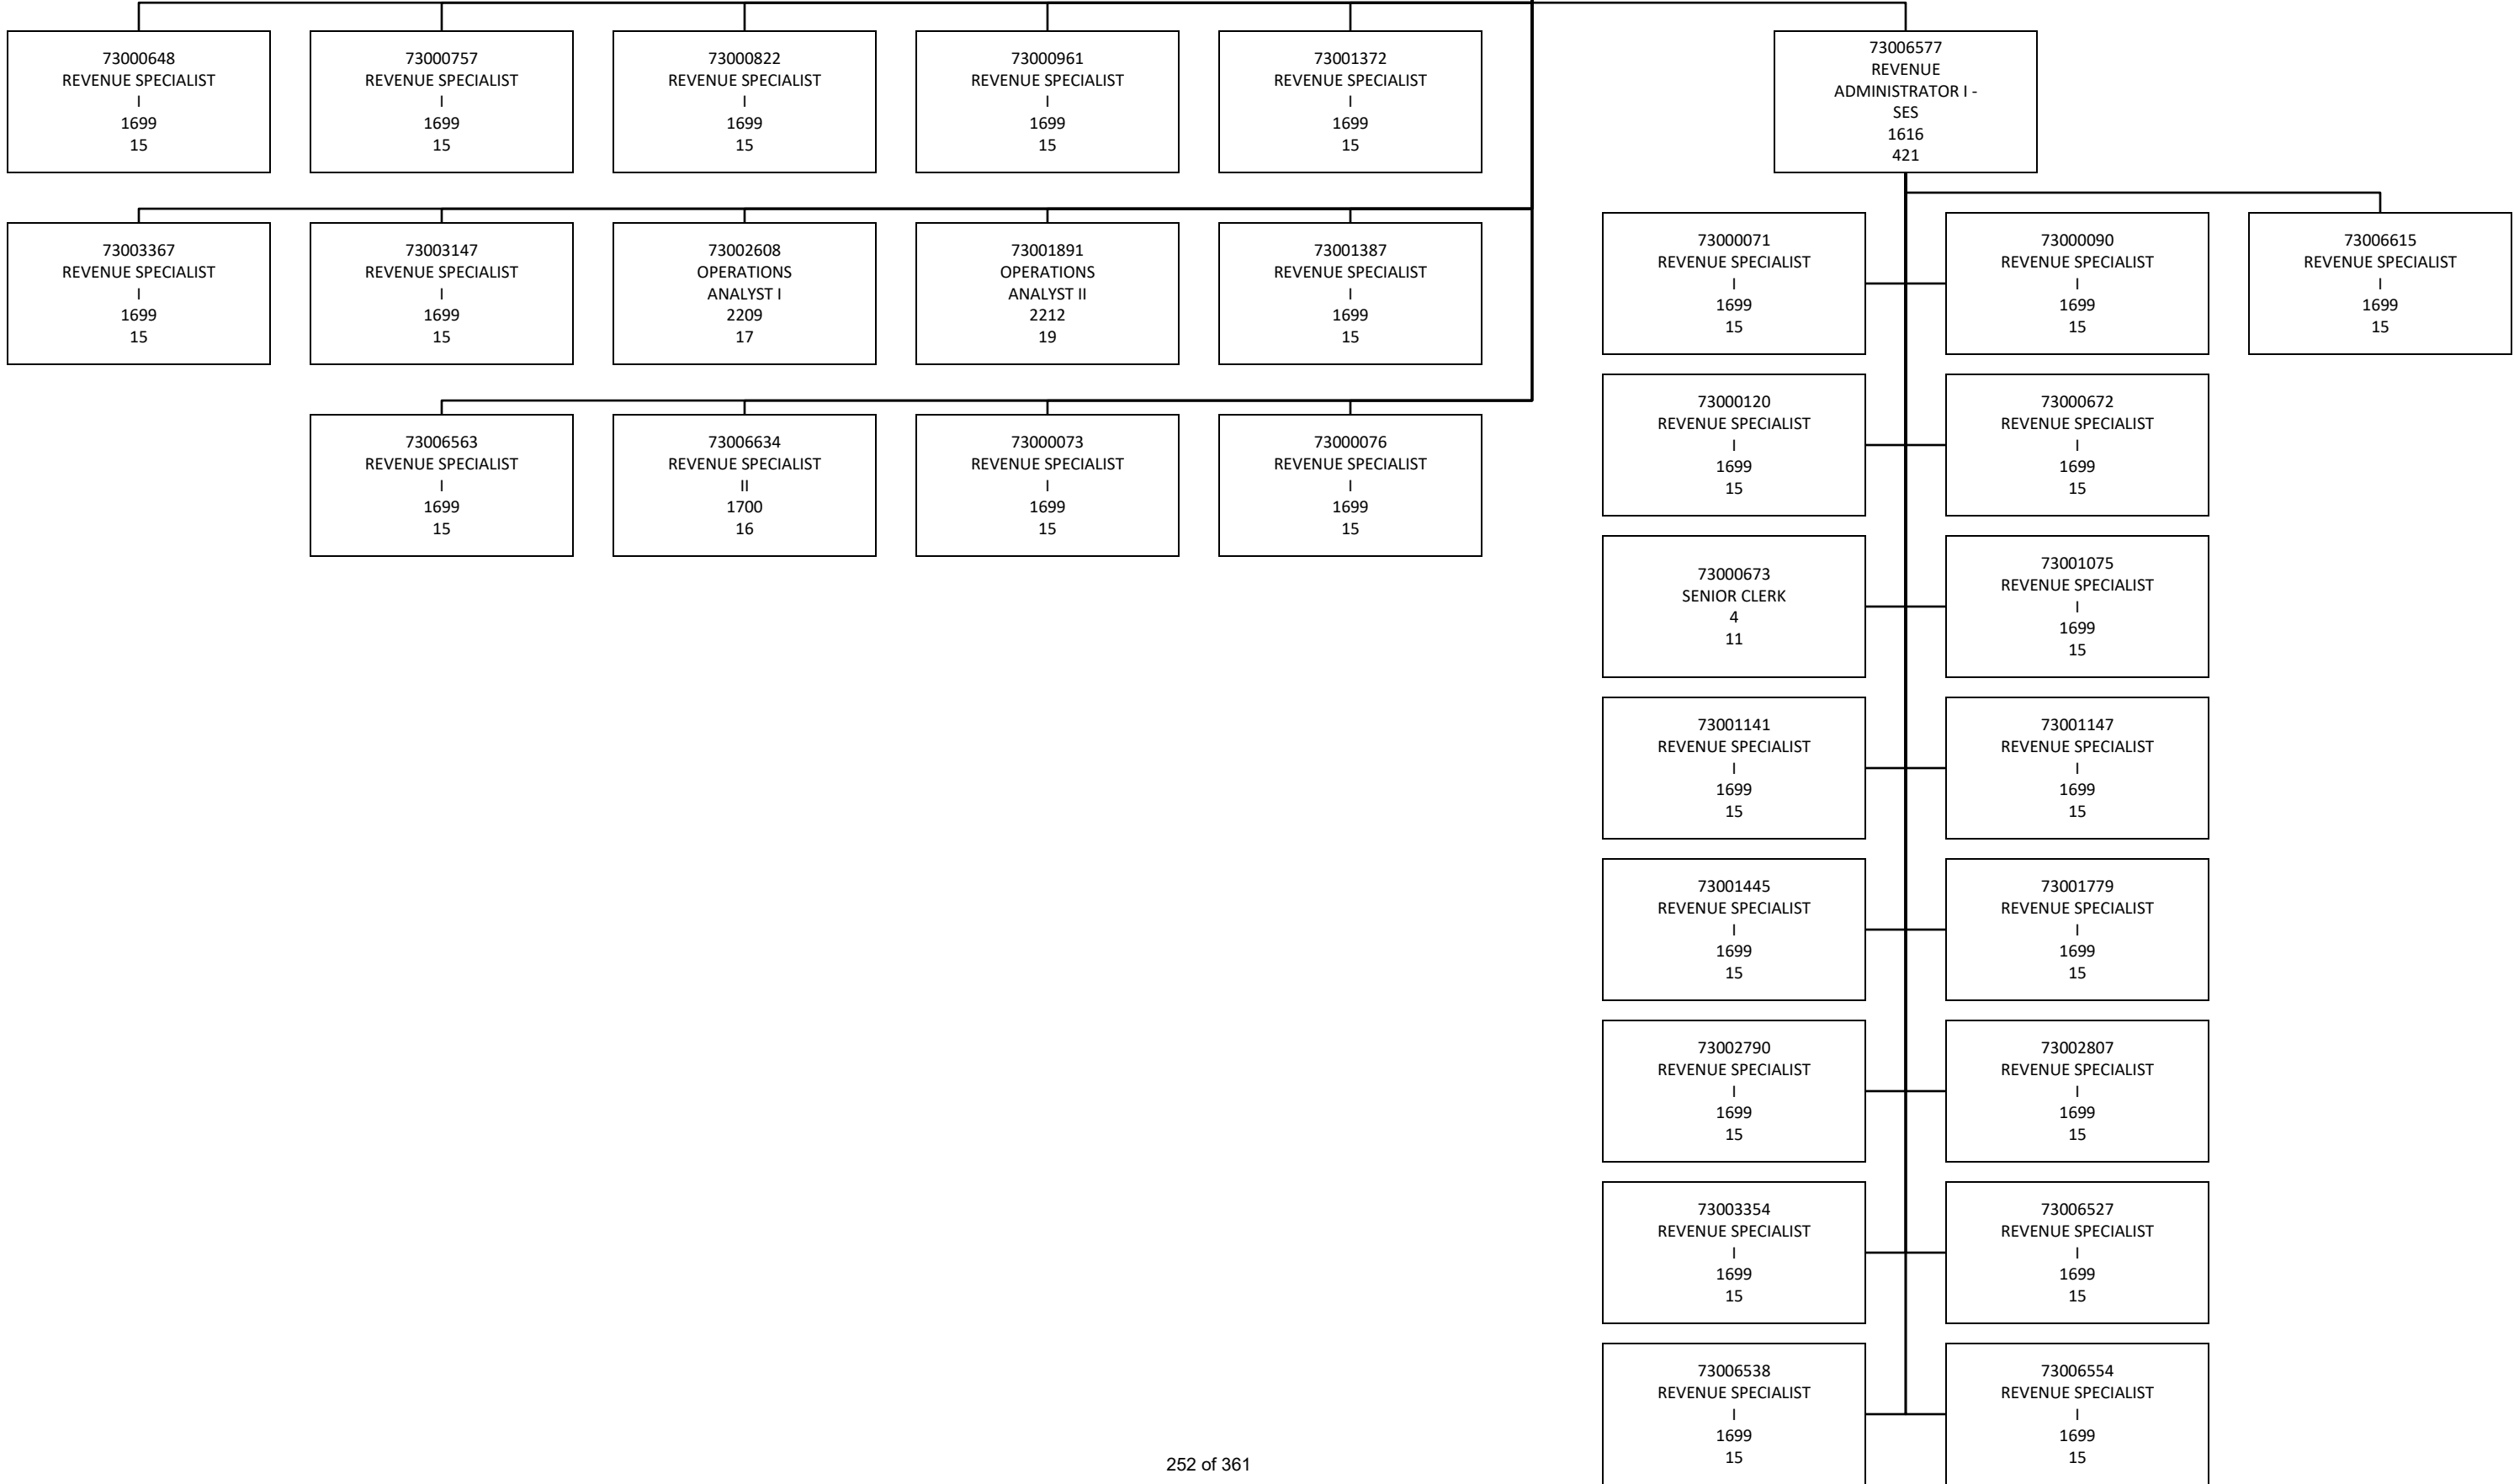 73000648
REVENUE SPECIALIST
I
1699
15
73000757
REVENUE SPECIALIST
I
1699
15
73000822
REVENUE SPECIALIST
I
1699
15
73000961
REVENUE SPECIALIST
I
1699
15
73001372
REVENUE SPECIALIST
I
1699
15
73006577
REVENUE
ADMINISTRATOR I -
SES
1616
421
73003367
REVENUE SPECIALIST
I
1699
15
73003147
REVENUE SPECIALIST
I
1699
15
73002608
OPERATIONS
ANALYST I
2209
17
73001891
OPERATIONS
ANALYST II
2212
19
73001387
REVENUE SPECIALIST
I
1699
15
73000071
REVENUE SPECIALIST
I
1699
15
73000090
REVENUE SPECIALIST
I
1699
15
73006615
REVENUE SPECIALIST
I
1699
15
73006563
REVENUE SPECIALIST
I
1699
15
73006634
REVENUE SPECIALIST
II
1700
16
73000073
REVENUE SPECIALIST
I
1699
15
73000076
REVENUE SPECIALIST
I
1699
15
73000120
REVENUE SPECIALIST
I
1699
15
73000672
REVENUE SPECIALIST
I
1699
15
73000673
SENIOR CLERK
4
11
73001075
REVENUE SPECIALIST
I
1699
15
73001141
REVENUE SPECIALIST
I
1699
15
73001147
REVENUE SPECIALIST
I
1699
15
73001445
REVENUE SPECIALIST
I
1699
15
73001779
REVENUE SPECIALIST
I
1699
15
73002790
REVENUE SPECIALIST
I
1699
15
73002807
REVENUE SPECIALIST
I
1699
15
73003354
REVENUE SPECIALIST
I
1699
15
73006527
REVENUE SPECIALIST
I
1699
15
73006538
REVENUE SPECIALIST
I
1699
15
73006554
REVENUE SPECIALIST
I
1699
15
252 of 361